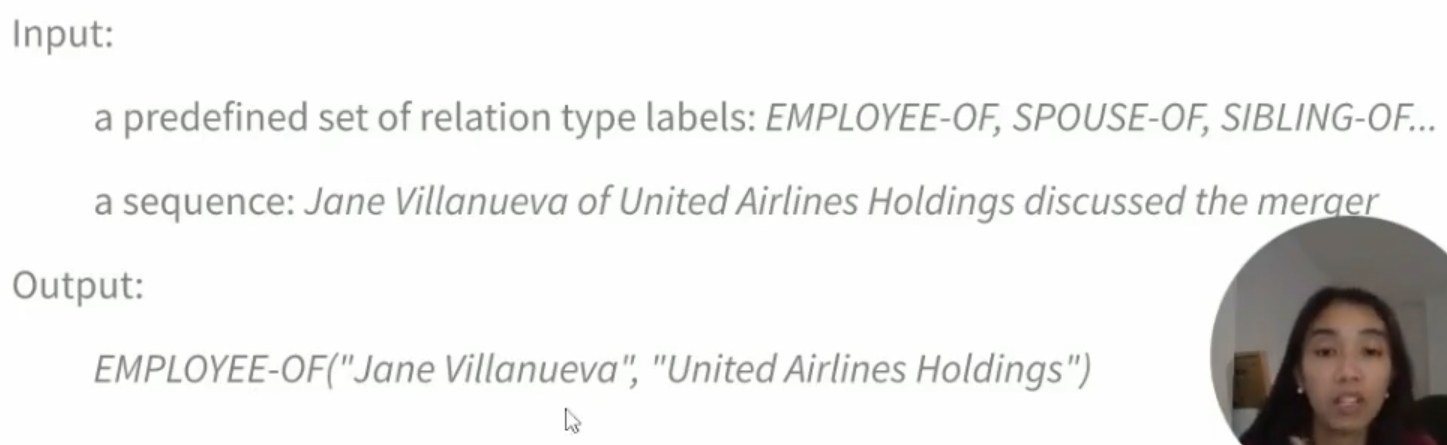 Input:
a predefined set of relation type labels: EMPLOYEE-OF, SPOUSE-OF, SIBLING-OF...
a sequence: Jane Villanueva of United Airlines Holdings discussed the merger
Output:
EMPLOYEE-OF("Jane Villanueva", "United Airlines Holdings")